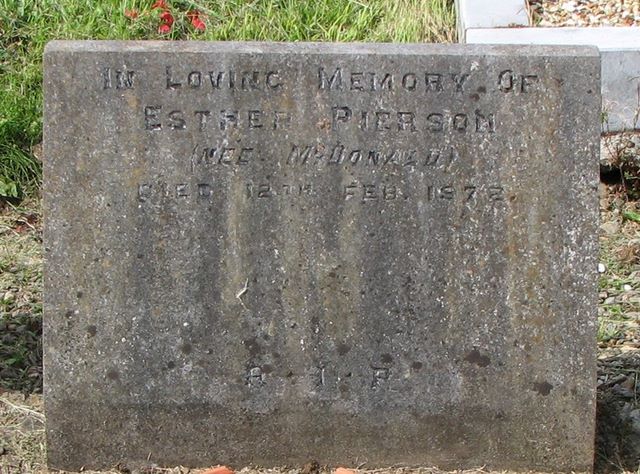 IN LOVING MEMORY OF
ESTHER PIERSON
(NEE McDONALD)
DIED 12TH FEB. 1972.
R · I · P